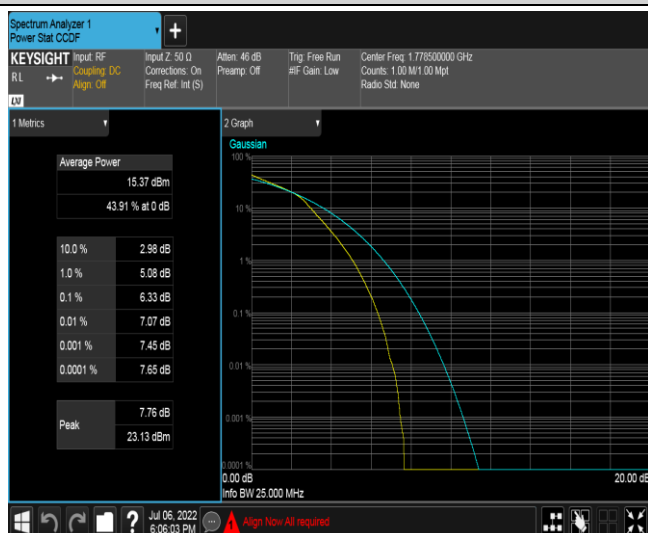 Spectrum Analyzer 1
Power Stat CCDF
+
KEYSIGHT
RL
LXI
Input: RF
Coupling: DC
Align: Off
Input Z: 50 Ω
Corrections: On
Freq Ref: Int (S)
Atten: 46 dB
Preamp: Off
Trig: Free Run
#IF Gain: Low
Center Freq: 1.778500000 GHz
Counts: 1.00 M/1.00 Mpt
Radio Std: None
1 Metrics
Average Power
15.37 dBm
43.91 % at 0 dB
10.0 % 2.98 dB
1.0 % 5.08 dB
0.1 % 6.33 dB
0.01 % 7.07 dB
0.001 % 7.45 dB
0.0001 % 7.65 dB
Peak
7.76 dB
23.13 dBm
2 Graph
Gaussian
100 %
10 %
1 %
0.1 %
0.01 %
0.001 %
0.0001 %
0.00 dB
20.00 dB
Info BW 25.000 MHz
?
Jul 06, 2022
6:06:03 PM
Align Now All required